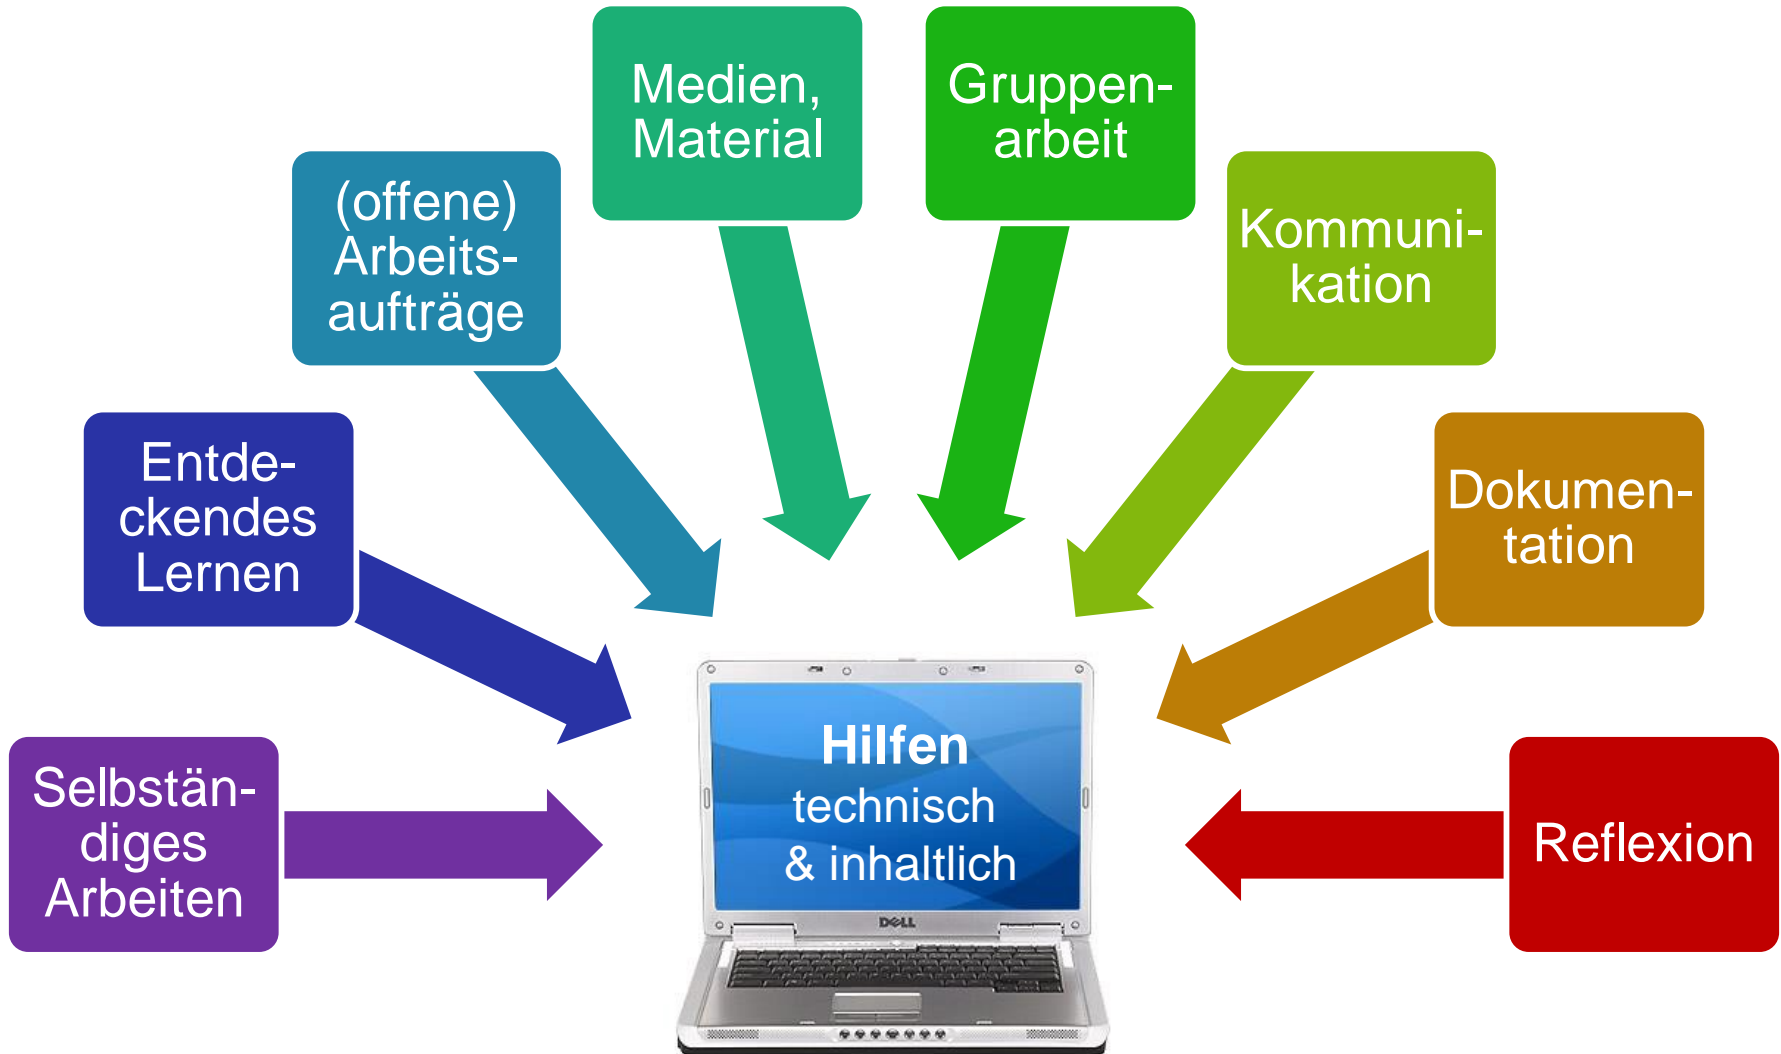 Medien,
Material
Gruppen-
arbeit
(offene)
Arbeits-
aufträge
Kommuni-
kation
Entde-
ckendes
Lernen
Dokumen-
tation
Selbstän-
diges
Arbeiten
Hilfen
technisch
& inhaltlich
Reflexion
DELL